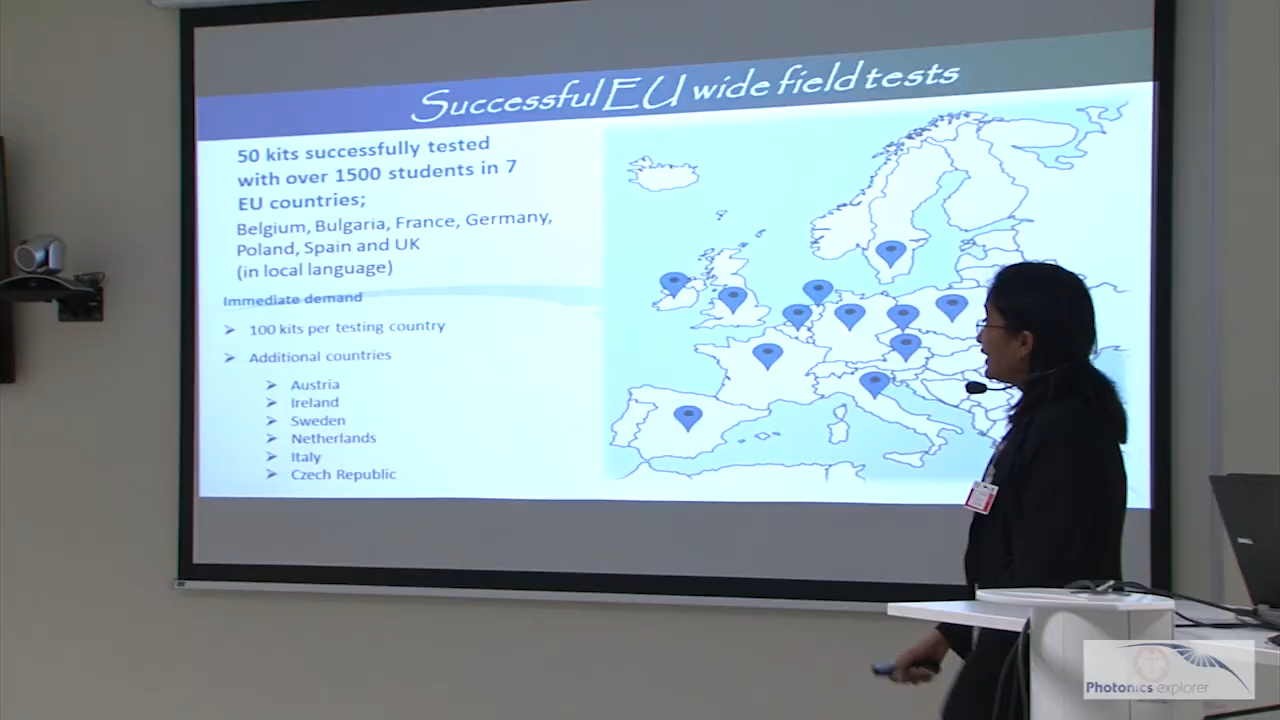 Successful EU wide field tests
50 kits successfully tested
with over 1500 students in 7
EU countries;
Belgium, Bulgaria, France, Germany,
Poland, Spain and UK
(in local language)
Immediate demand
➢ 100 kits per testing country
➢ Additional countries
➢ Austria
➢ Ireland
➢ Sweden
➢ Netherlands
➢ Italy
➢ Czech Republic
DELL
Photonics explorer